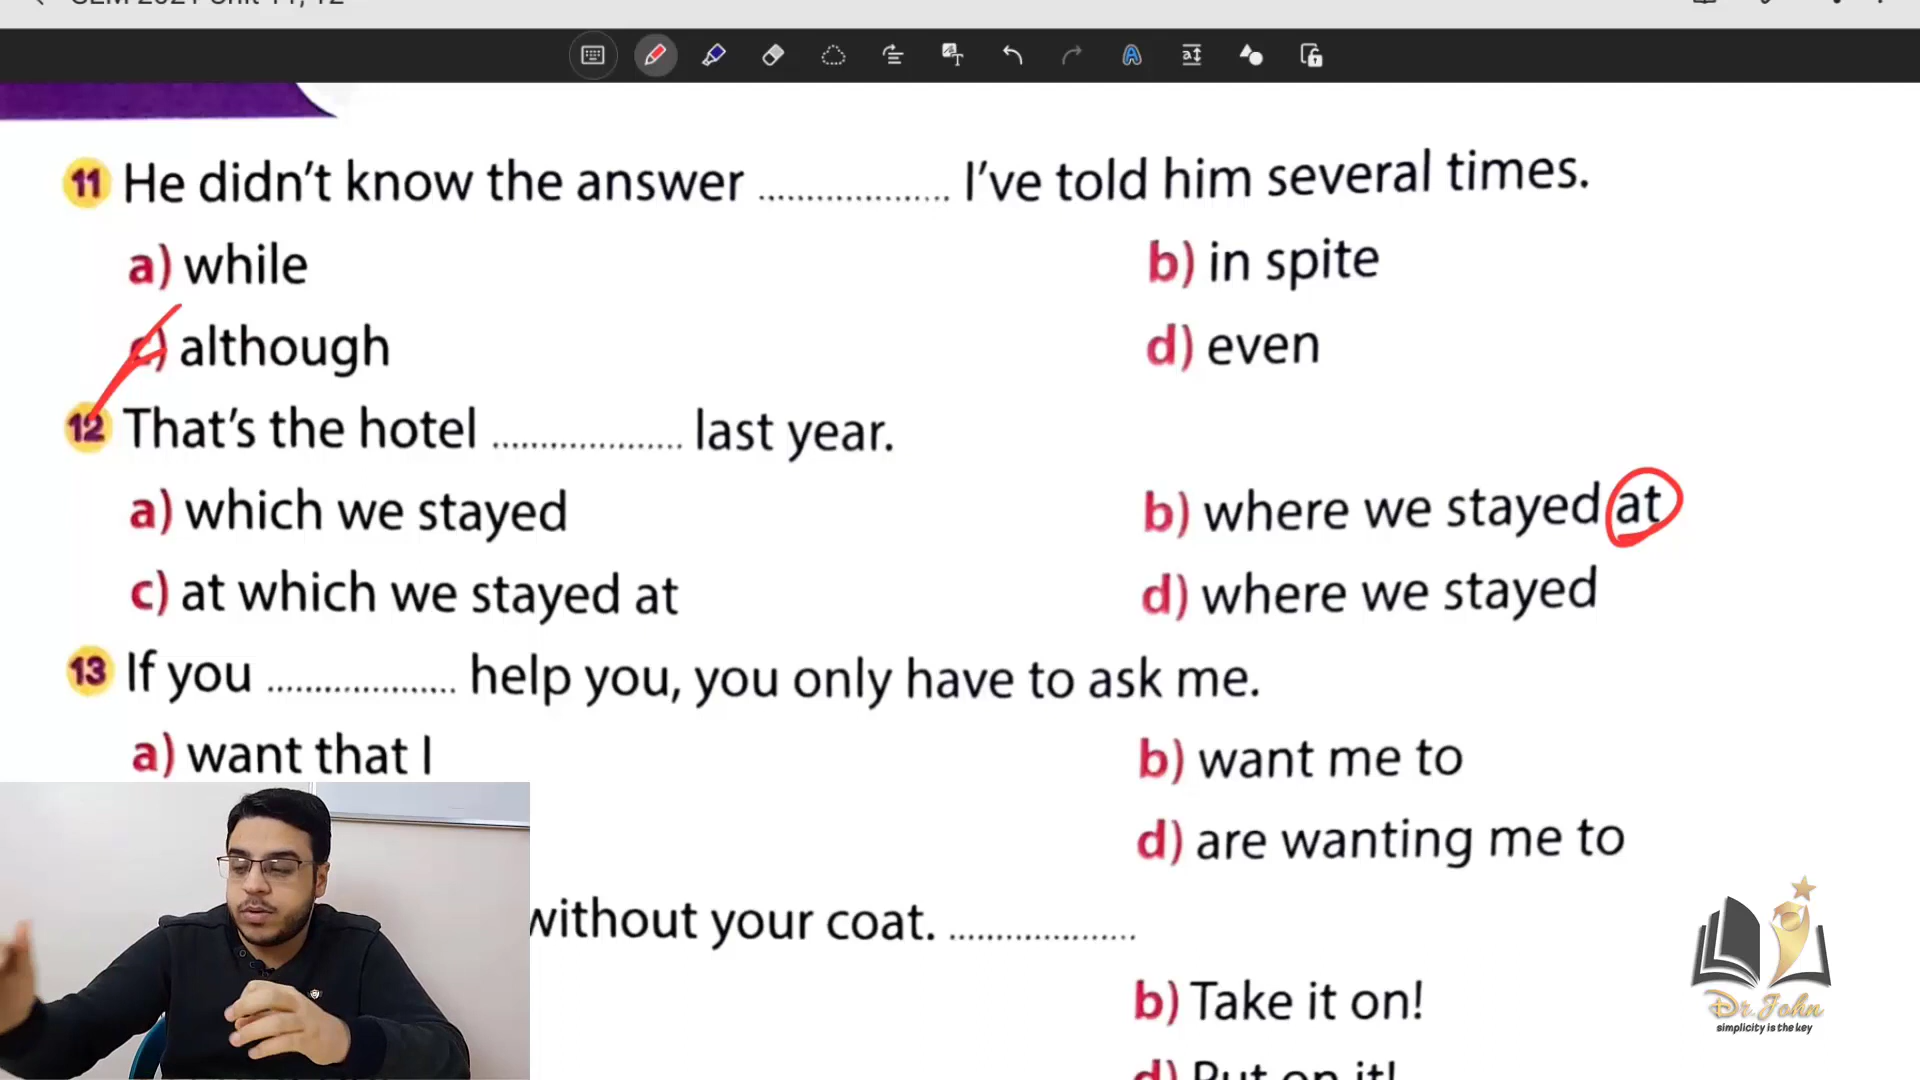 11 He didn't know the answer .................... I've told him several times.
a) while
b) in spite
c) although
d) even
12 That's the hotel .................... last year.
a) which we stayed
b) where we stayed at
c) at which we stayed at
d) where we stayed
13 If you .................... help you, you only have to ask me.
a) want that I
b) want me to
d) are wanting me to
without your coat. ....................
b) Take it on!
d) Put on it!
Dr. John
simplicity is the key